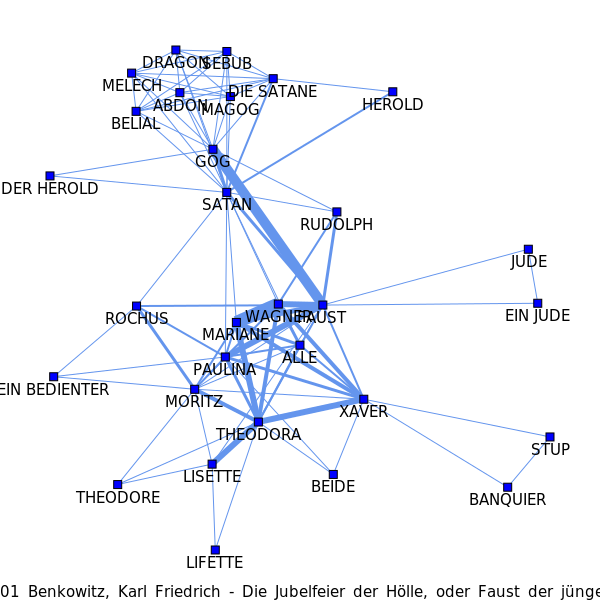 DRAGON
SEBUB
MELECH
DIE SATANE
ABDON
MAGOG
HEROLD
BELIAL
GOG
DER HEROLD
SATAN
RUDOLPH
JUDE
ROCHUS
WAGNER
FAUST
EIN JUDE
MARIANE
ALLE
PAULINA
EIN BEDIENTER
MORITZ
XAVER
THEODORA
STUP
LISETTE
BEIDE
THEODORE
BANQUIER
LIFETTE
01 Benkowitz, Karl Friedrich - Die Jubelfeier der Hölle, oder Faust der jünge